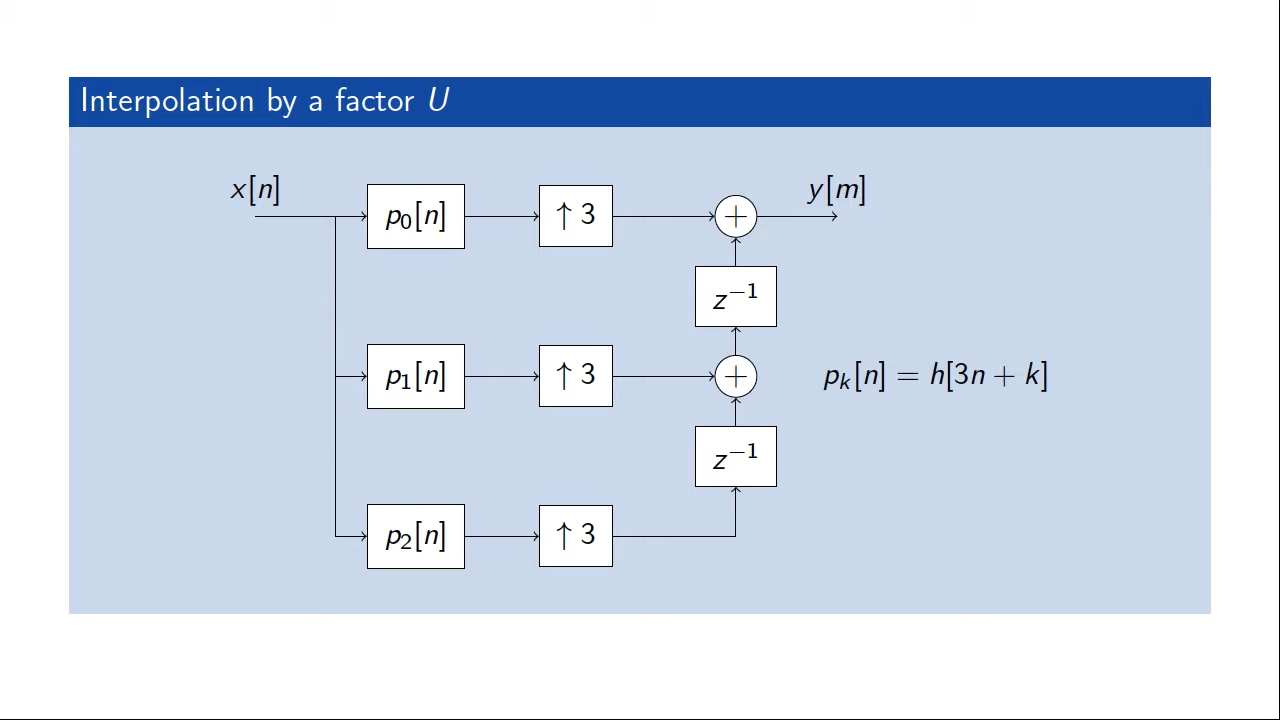 Interpolation by a factor U
x[n]
y[m]
p₀[n]
↑ 3
+
z⁻¹
p₁[n]
↑ 3
+
pₖ[n] = h[3n + k]
z⁻¹
p₂[n]
↑ 3